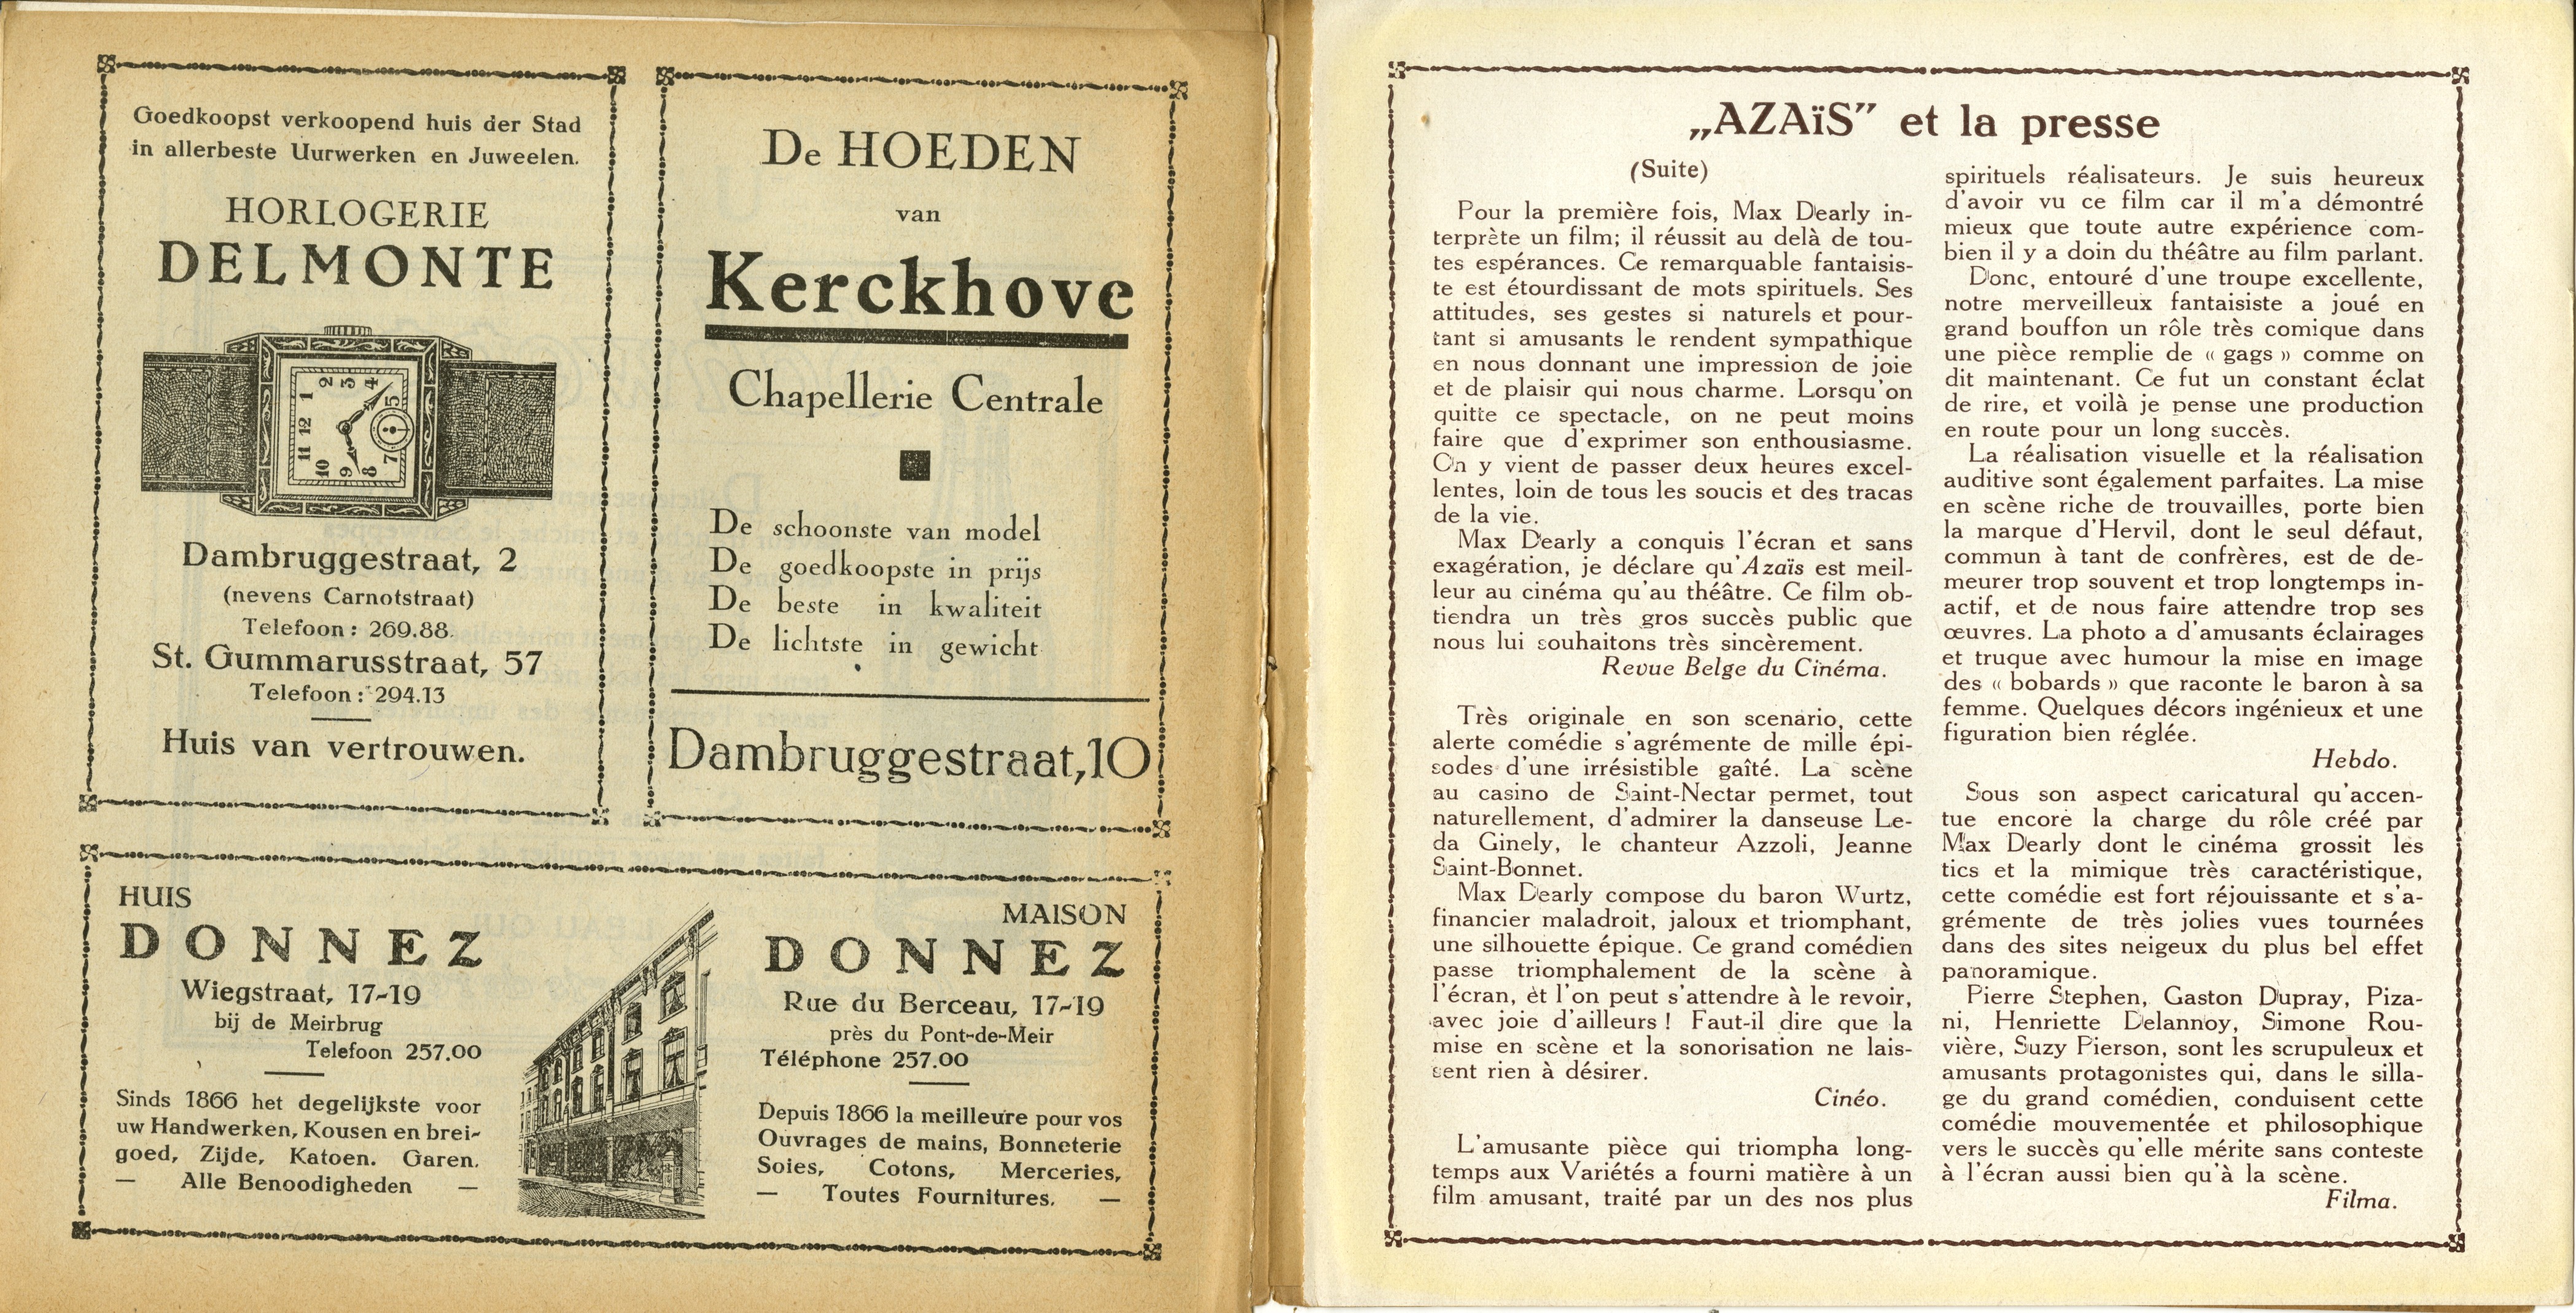 Goedkoopst verkoopend huis der Stad
in allerbeste Uurwerken en Juweelen.
HORLOGERIE
DELMONTE
1 2 3 4 5 7 8 9 10 11 12
Dambruggestraat, 2
(nevens Carnotstraat)
Telefoon : 269.88.
St. Gummarusstraat, 57
Telefoon : 294.13
Huis van vertrouwen.
De HOEDEN
van
Kerckhove
Chapellerie Centrale
De schoonste van model
De goedkoopste in prijs
De beste in kwaliteit
De lichtste in gewicht
Dambruggestraat,10
HUIS
DONNEZ
Wiegstraat, 17-19
bij de Meirbrug
Telefoon 257.00
Sinds 1866 het degelijkste voor
uw Handwerken, Kousen en brei-
goed, Zijde, Katoen. Garen.
— Alle Benoodigheden —
MAISON
DONNEZ
Rue du Berceau, 17-19
près du Pont-de-Meir
Téléphone 257.00
Depuis 1866 la meilleure pour vos
Ouvrages de mains, Bonneterie
Soies, Cotons, Merceries,
— Toutes Fournitures. —
„AZAïS” et la presse
(Suite)
Pour la première fois, Max Dearly in-
terprète un film; il réussit au delà de tou-
tes espérances. Ce remarquable fantaisis-
te est étourdissant de mots spirituels. Ses
attitudes, ses gestes si naturels et pour-
tant si amusants le rendent sympathique
en nous donnant une impression de joie
et de plaisir qui nous charme. Lorsqu'on
quitte ce spectacle, on ne peut moins
faire que d'exprimer son enthousiasme.
On y vient de passer deux heures excel-
lentes, loin de tous les soucis et des tracas
de la vie.
Max Dearly a conquis l'écran et sans
exagération, je déclare qu'Azaïs est meil-
leur au cinéma qu'au théâtre. Ce film ob-
tiendra un très gros succès public que
nous lui souhaitons très sincèrement.
Revue Belge du Cinéma.
Très originale en son scenario, cette
alerte comédie s'agrémente de mille épi-
sodes d'une irrésistible gaîté. La scène
au casino de Saint-Nectar permet, tout
naturellement, d'admirer la danseuse Le-
da Ginely, le chanteur Azzoli, Jeanne
Saint-Bonnet.
Max Dearly compose du baron Wurtz,
financier maladroit, jaloux et triomphant,
une silhouette épique. Ce grand comédien
passe triomphalement de la scène à
l'écran, èt l'on peut s'attendre à le revoir,
avec joie d'ailleurs ! Faut-il dire que la
mise en scène et la sonorisation ne lais-
sent rien à désirer.
Cinéo.
L'amusante pièce qui triompha long-
temps aux Variétés a fourni matière à un
film amusant, traité par un des nos plus
spirituels réalisateurs. Je suis heureux
d'avoir vu ce film car il m'a démontré
mieux que toute autre expérience com-
bien il y a doin du théâtre au film parlant.
Donc, entouré d'une troupe excellente,
notre merveilleux fantaisiste a joué en
grand bouffon un rôle très comique dans
une pièce remplie de « gags » comme on
dit maintenant. Ce fut un constant éclat
de rire, et voilà je pense une production
en route pour un long succès.
La réalisation visuelle et la réalisation
auditive sont également parfaites. La mise
en scène riche de trouvailles, porte bien
la marque d'Hervil, dont le seul défaut,
commun à tant de confrères, est de de-
meurer trop souvent et trop longtemps in-
actif, et de nous faire attendre trop ses
œuvres. La photo a d'amusants éclairages
et truque avec humour la mise en image
des « bobards » que raconte le baron à sa
femme. Quelques décors ingénieux et une
figuration bien réglée.
Hebdo.
Sous son aspect caricatural qu'accen-
tue encore la charge du rôle créé par
Max Dearly dont le cinéma grossit les
tics et la mimique très caractéristique,
cette comédie est fort réjouissante et s'a-
grémente de très jolies vues tournées
dans des sites neigeux du plus bel effet
panoramique.
Pierre Stephen, Gaston Dupray, Piza-
ni, Henriette Delannoy, Simone Rou-
vière, Suzy Pierson, sont les scrupuleux et
amusants protagonistes qui, dans le silla-
ge du grand comédien, conduisent cette
comédie mouvementée et philosophique
vers le succès qu'elle mérite sans conteste
à l'écran aussi bien qu'à la scène.
Filma.